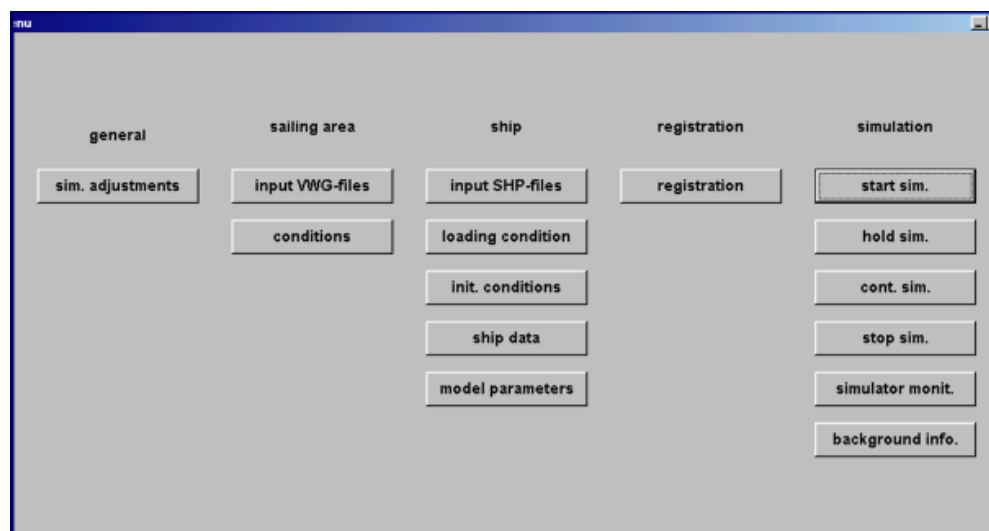 enu
general
sailing area
ship
registration
simulation
sim. adjustments
input VWG-files
input SHP-files
registration
start sim.
conditions
loading condition
hold sim.
init. conditions
cont. sim.
ship data
stop sim.
model parameters
simulator monit.
background info.